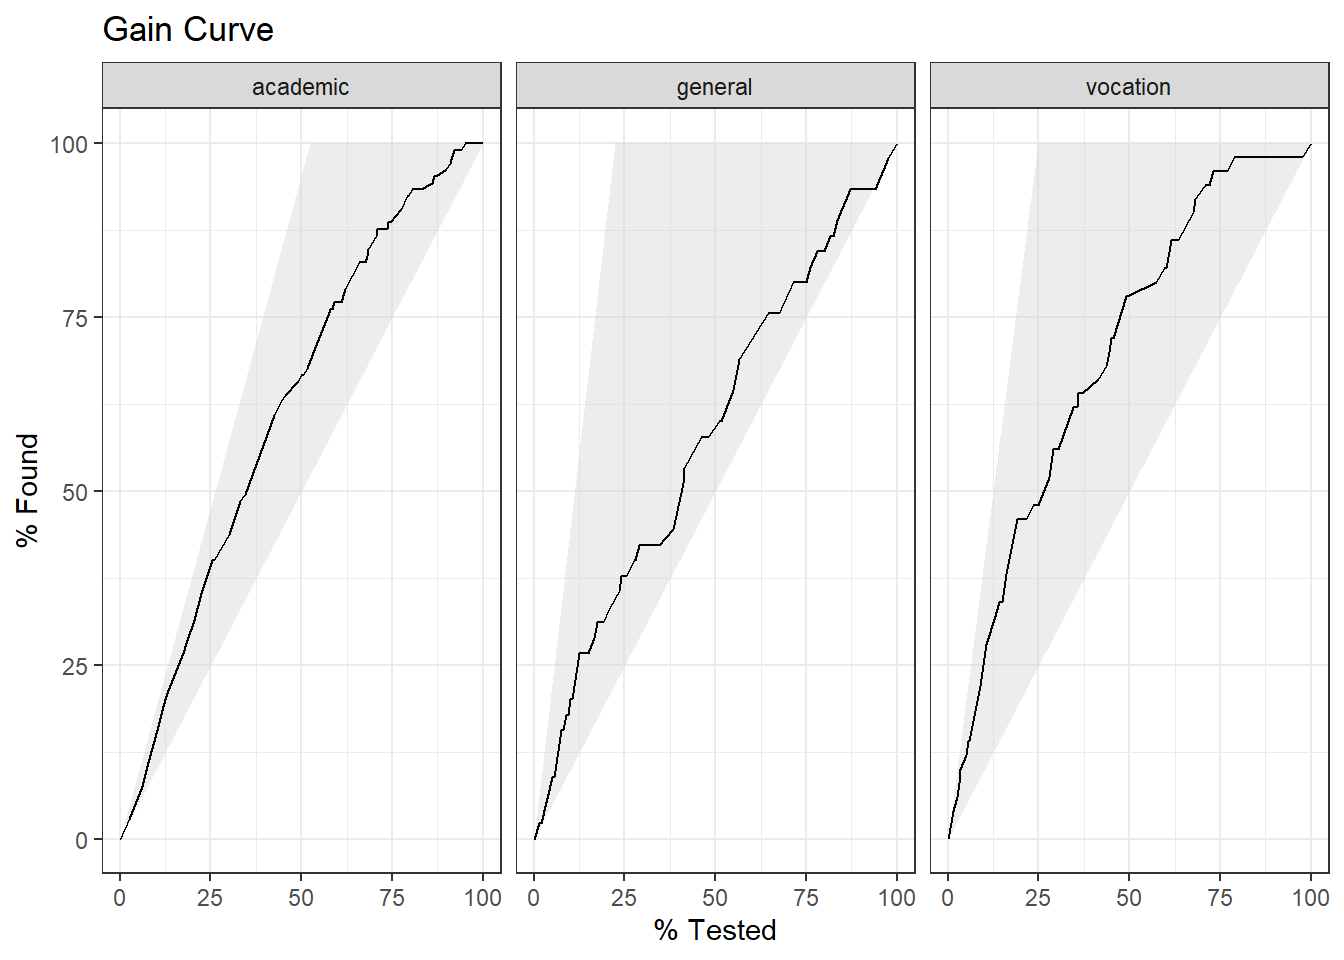 Gain Curve
academic general vocation
100
75
50
25
0
% Found
0 25 50 75 100 0 25 50 75 100 0 25 50 75 100
% Tested